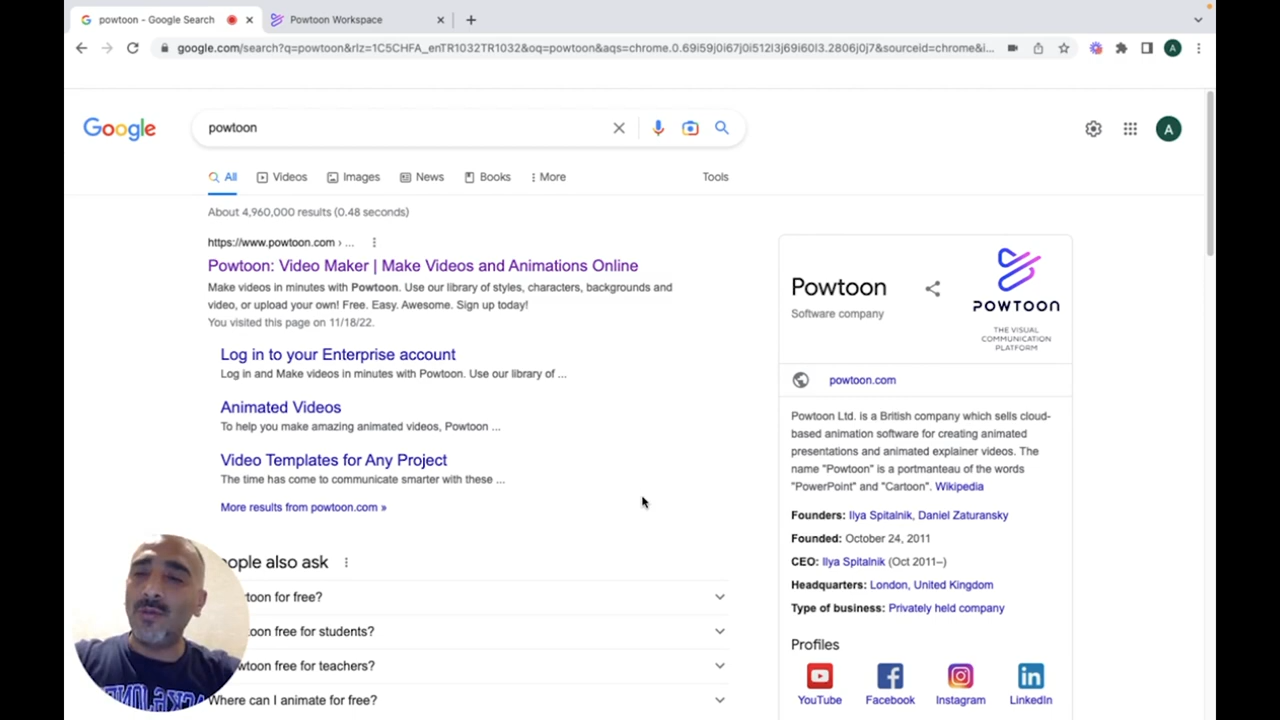 powtoon - Google Search
Powtoon Workspace
google.com/search?q=powtoon&rlz=1C5CHFA_enTR1032TR1032&oq=powtoon&aqs=chrome.0.69i59j0i67j0i512l3j69i60l3.2806j0j7&sourceid=chrome&i...
A
Google
powtoon
A
All
Videos
Images
News
Books
More
Tools
About 4,960,000 results (0.48 seconds)
https://www.powtoon.com › ...
Powtoon: Video Maker | Make Videos and Animations Online
Make videos in minutes with Powtoon. Use our library of styles, characters, backgrounds and
video, or upload your own! Free. Easy. Awesome. Sign up today!
You visited this page on 11/18/22.
Log in to your Enterprise account
Log in and Make videos in minutes with Powtoon. Use our library of ...
Animated Videos
To help you make amazing animated videos, Powtoon ...
Video Templates for Any Project
The time has come to communicate smarter with these ...
More results from powtoon.com »
ople also ask
toon for free?
oon free for students?
wtoon free for teachers?
Where can I animate for free?
Powtoon
Software company
POWTOON
THE VISUAL
COMMUNICATION
PLATFORM
powtoon.com
Powtoon Ltd. is a British company which sells cloud-
based animation software for creating animated
presentations and animated explainer videos. The
name "Powtoon" is a portmanteau of the words
"PowerPoint" and "Cartoon". Wikipedia
Founders: Ilya Spitalnik, Daniel Zaturansky
Founded: October 24, 2011
CEO: Ilya Spitalnik (Oct 2011–)
Headquarters: London, United Kingdom
Type of business: Privately held company
Profiles
YouTube
Facebook
Instagram
LinkedIn